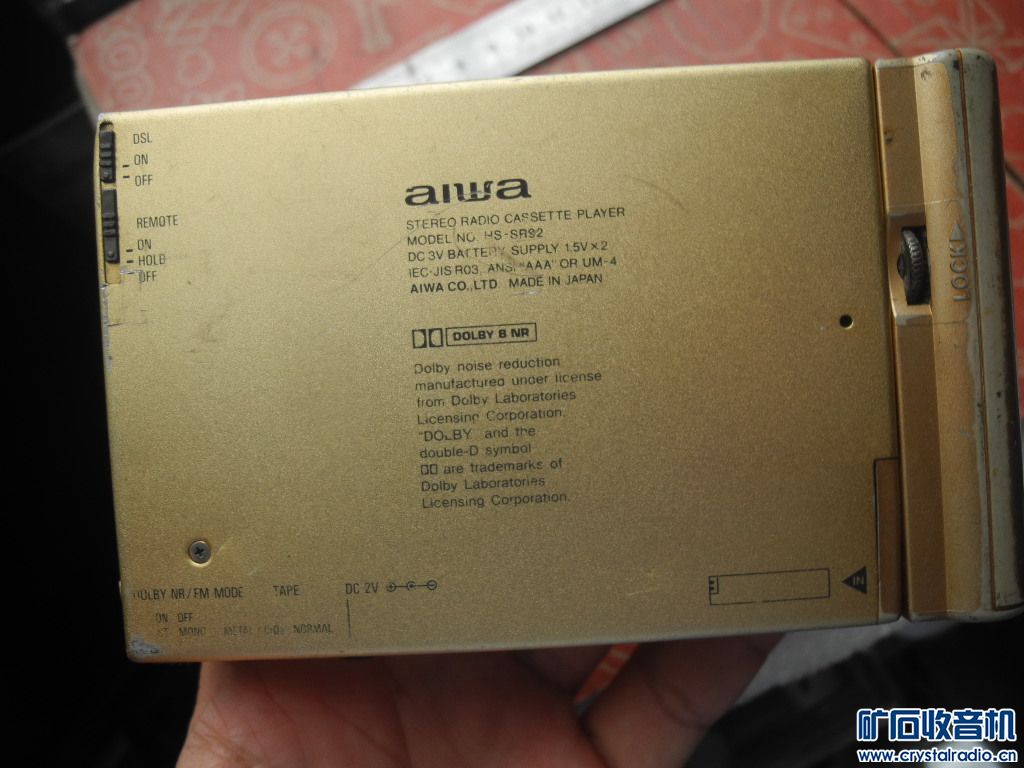 DSL
ON
OFF
REMOTE
ON
HOLD
OFF
aiwa
STEREO RADIO CASSETTE PLAYER
MODEL NO. HS-SR92
DC 3V BATTERY SUPPLY 1.5V×2
IEC·JIS R03, ANSI "AAA" OR UM-4
AIWA CO.,LTD. MADE IN JAPAN
DOLBY B NR
Dolby noise reduction
manufactured under license
from Dolby Laboratories
Licensing Corporation.
"DOLBY" and the
double-D symbol
are trademarks of
Dolby Laboratories
Licensing Corporation.
LOCK
DOLBY NR/FM MODE TAPE DC 2V
ON OFF
MONO METAL NORMAL
IN
矿石收音机
www.crystalradio.cn